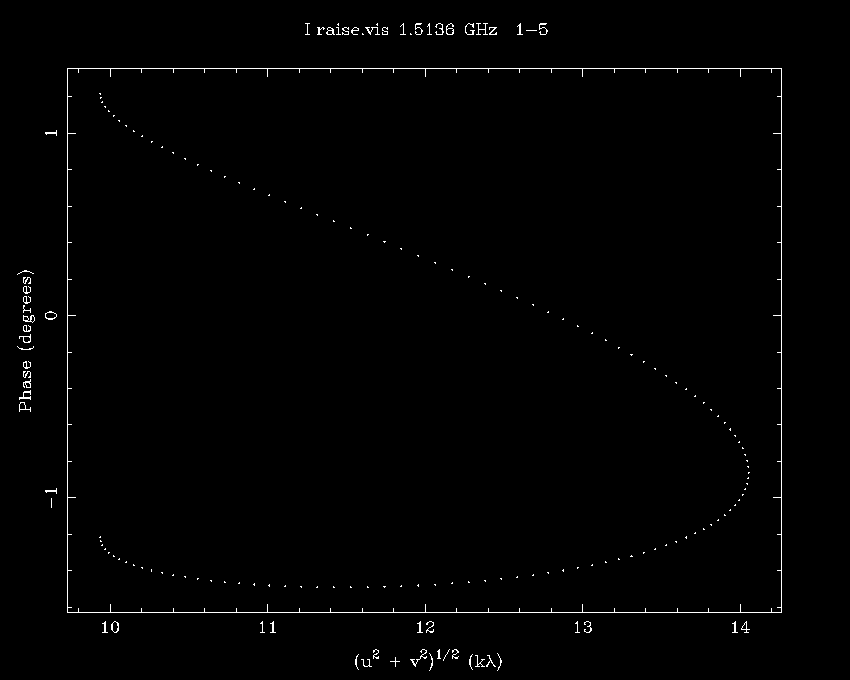 I raise.vis 1.5136 GHz 1-5
1
0
-1
Phase (degrees)
10 11 12 13 14
(u² + v²)^1/2 (kλ)